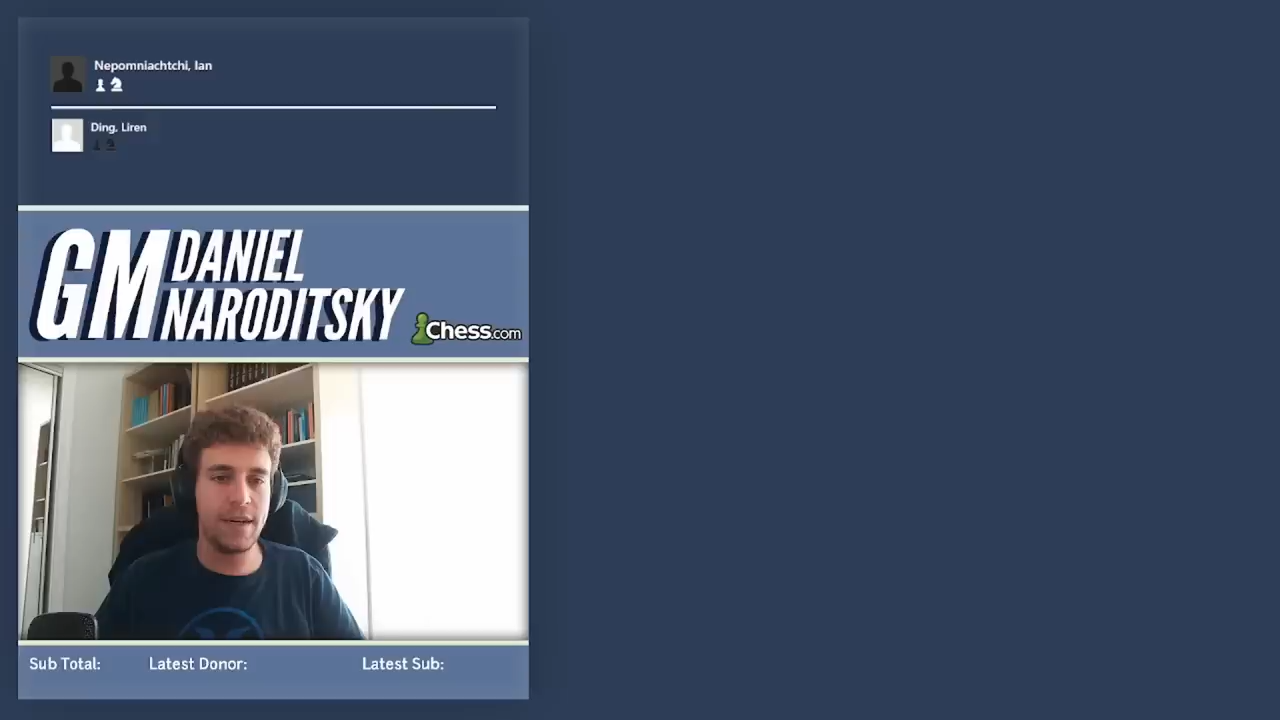 Nepomniachtchi, Ian
Ding, Liren
GM DANIEL
NARODITSKY
Chess.com
Sub Total:
Latest Donor:
Latest Sub: